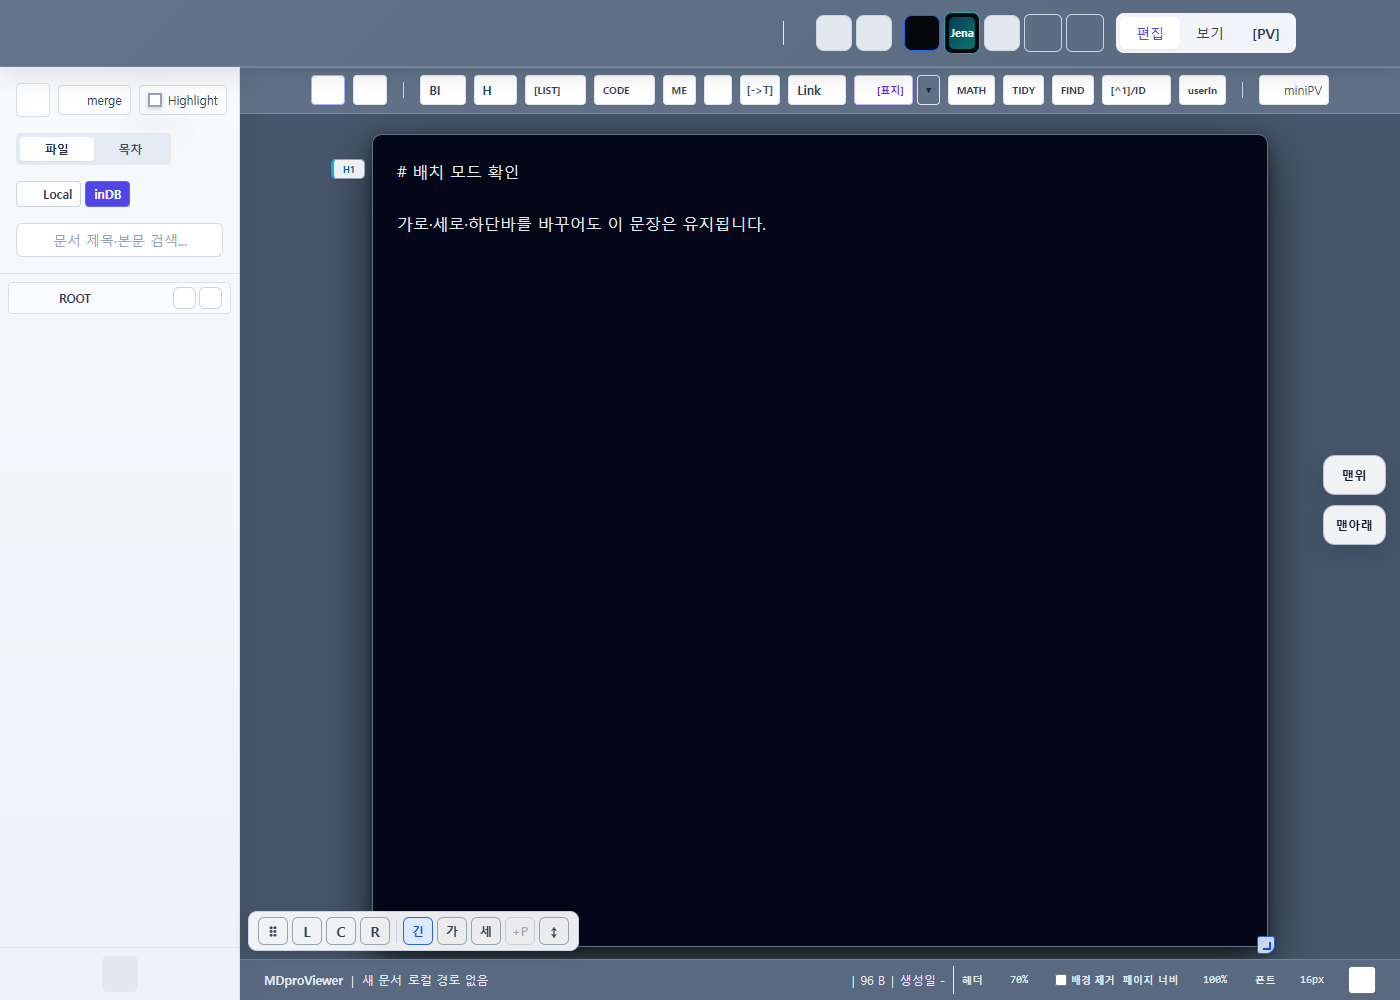 Jena 편집 보기 [PV]
merge Highlight
BI H [LIST] CODE ME [->T] Link [표지] ▼ MATH TIDY FIND [^1]/ID userIn miniPV
파일 목차
Local inDB
문서 제목·본문 검색...
ROOT
H1
# 배치 모드 확인
가로·세로·하단바를 바꾸어도 이 문장은 유지됩니다.
맨위
맨아래
⠿ L C R 긴 가 세 +P ↕
MDproViewer | 새 문서 로컬 경로 없음 | 96 B | 생성일 - 헤더 70% 배경 제거 페이지 너비 100% 폰트 16px